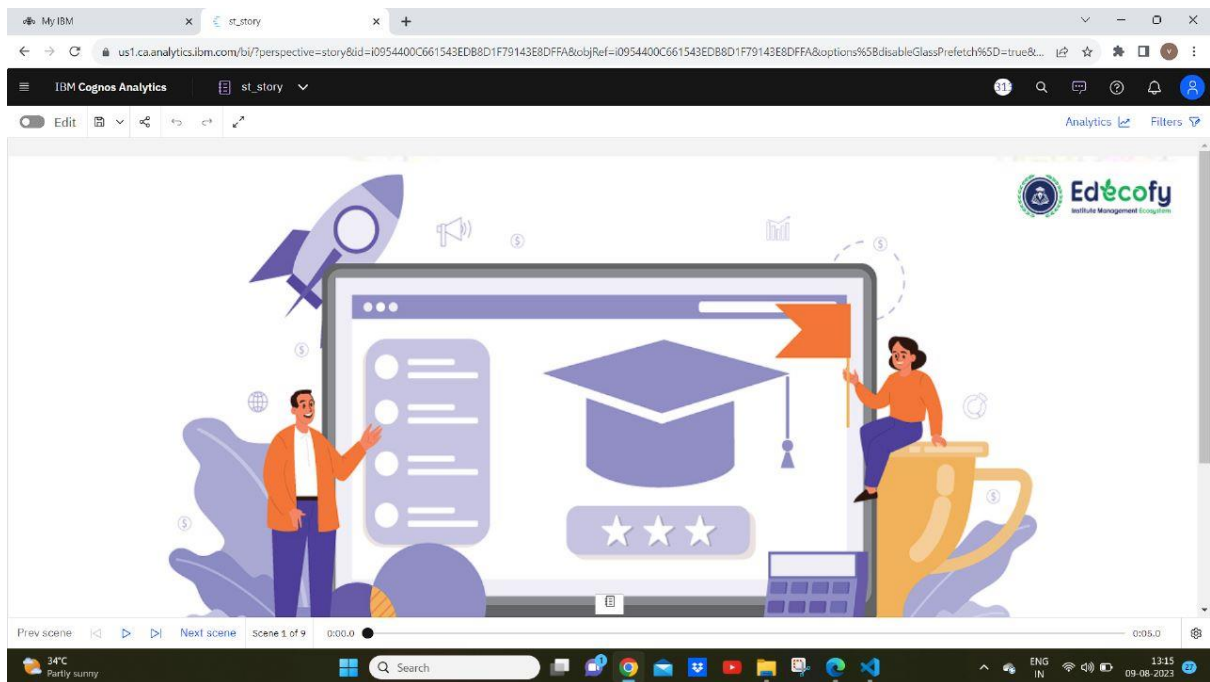 My IBM
st_story
us1.ca.analytics.ibm.com/bi/?perspective=story&id=i0954400C661543EDB8D1F79143E8DFFA&objRef=i0954400C661543EDB8D1F79143E8DFFA&options%5BdisableGlassPrefetch%5D=true&...
V
IBM Cognos Analytics
st_story
Edit
Analytics
Filters
Edecofy
Institute Management Ecosystem
$
$
$
$
$
Prev scene
Next scene
Scene 1 of 9
0:00.0
0:05.0
34°C
Partly sunny
Search
ENG
IN
13:15
09-08-2023
27